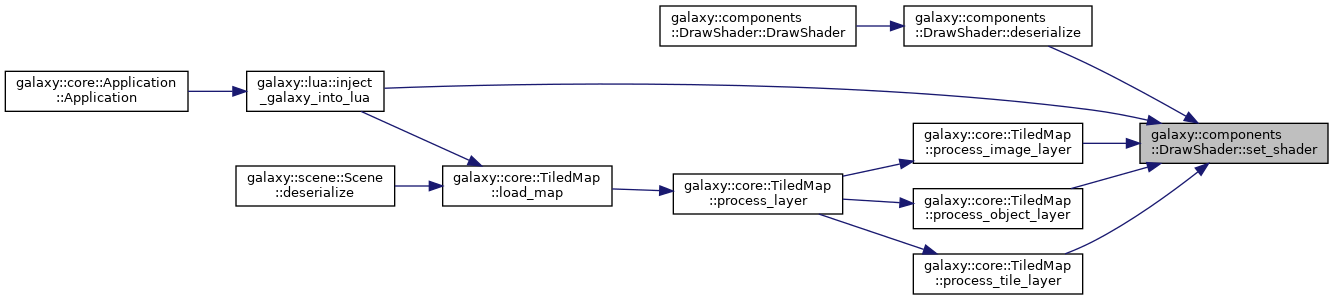 galaxy::components
::DrawShader::DrawShader
galaxy::components
::DrawShader::deserialize
galaxy::core::Application
::Application
galaxy::lua::inject
_galaxy_into_lua
galaxy::components
::DrawShader::set_shader
galaxy::core::TiledMap
::process_image_layer
galaxy::scene::Scene
::deserialize
galaxy::core::TiledMap
::load_map
galaxy::core::TiledMap
::process_layer
galaxy::core::TiledMap
::process_object_layer
galaxy::core::TiledMap
::process_tile_layer